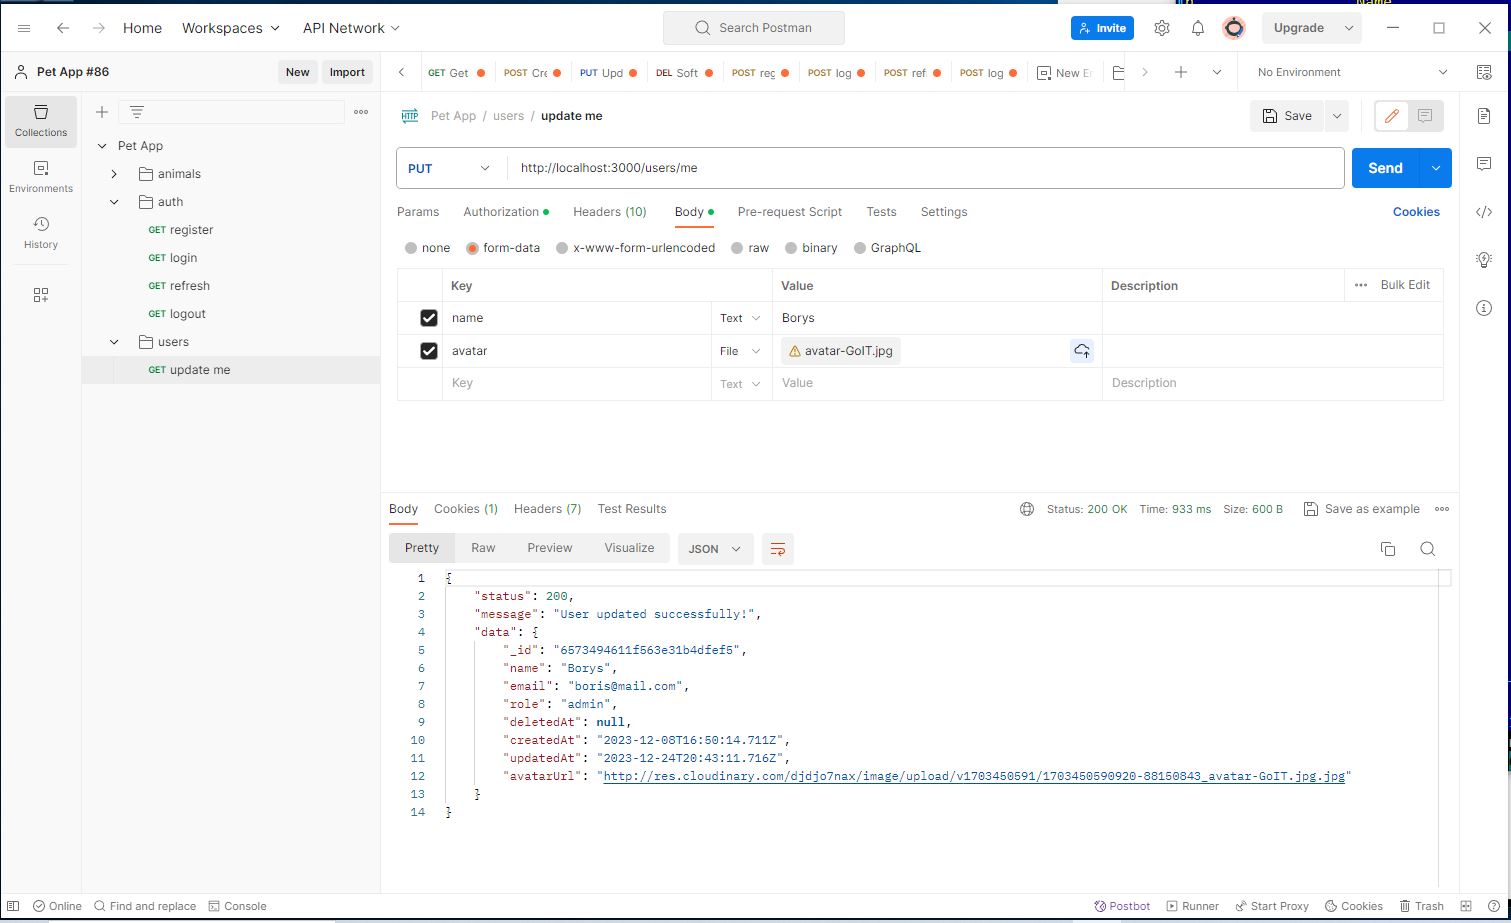 Name
Home Workspaces API Network Search Postman Invite Upgrade
Pet App #86 New Import GET Get POST Cre PUT Upd DEL Soft POST reg POST log POST ref POST log New E No Environment
Collections
Environments
History
Pet App
animals
auth
GET register
GET login
GET refresh
GET logout
users
GET update me
HTTP Pet App / users / update me Save
PUT http://localhost:3000/users/me Send
Params Authorization Headers (10) Body Pre-request Script Tests Settings Cookies
none form-data x-www-form-urlencoded raw binary GraphQL
Key Value Description Bulk Edit
name Text Borys
avatar File avatar-GoIT.jpg
Key Text Value Description
Body Cookies (1) Headers (7) Test Results Status: 200 OK Time: 933 ms Size: 600 B Save as example
Pretty Raw Preview Visualize JSON
1 {
2 "status": 200,
3 "message": "User updated successfully!",
4 "data": {
5 "_id": "6573494611f563e31b4dfef5",
6 "name": "Borys",
7 "email": "boris@mail.com",
8 "role": "admin",
9 "deletedAt": null,
10 "createdAt": "2023-12-08T16:50:14.711Z",
11 "updatedAt": "2023-12-24T20:43:11.716Z",
12 "avatarUrl": "http://res.cloudinary.com/djdjo7nax/image/upload/v1703450591/1703450590920-88150843_avatar-GoIT.jpg.jpg"
13 }
14 }
Online Find and replace Console Postbot Runner Start Proxy Cookies Trash